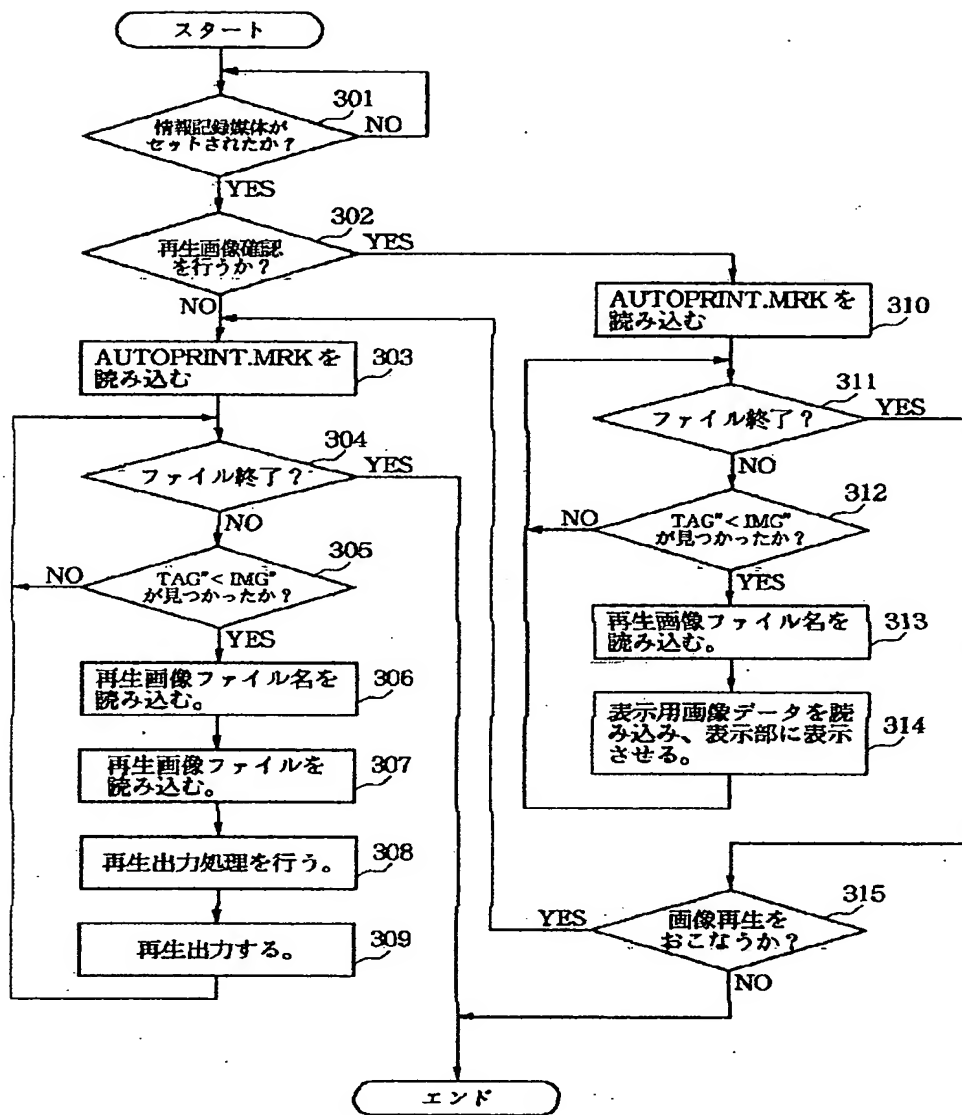 スタート
301
情報記録媒体が
セットされたか？
NO
YES
302
再生画像確認
を行うか？
YES
NO
AUTOPRINT.MRKを
読み込む
303
304
ファイル終了？
YES
NO
305
TAG"<IMG"
が見つかったか？
NO
YES
再生画像ファイル名を
読み込む。
306
再生画像ファイルを
読み込む。
307
再生出力処理を行う。
308
再生出力する。
309
AUTOPRINT.MRKを
読み込む
310
311
ファイル終了？
YES
NO
312
TAG"<IMG"
が見つかったか？
NO
YES
再生画像ファイル名を
読み込む。
313
表示用画像データを読
み込み、表示部に表示
させる。
314
315
画像再生を
おこなうか？
YES
NO
エンド